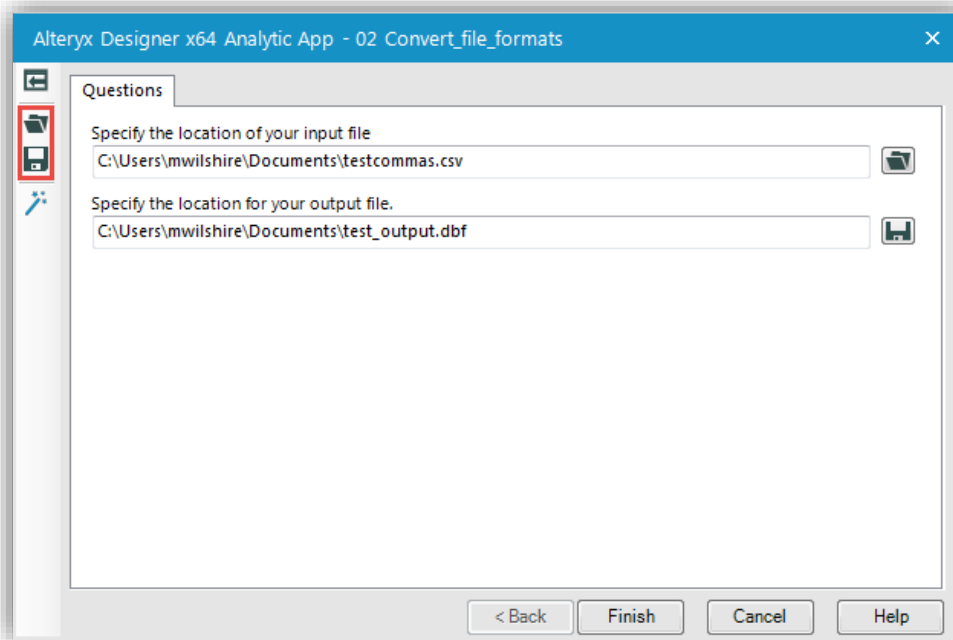 Alteryx Designer x64 Analytic App - 02 Convert_file_formats
Questions
Specify the location of your input file
C:\Users\mwilshire\Documents\testcommas.csv
Specify the location for your output file.
C:\Users\mwilshire\Documents\test_output.dbf
< Back
Finish
Cancel
Help